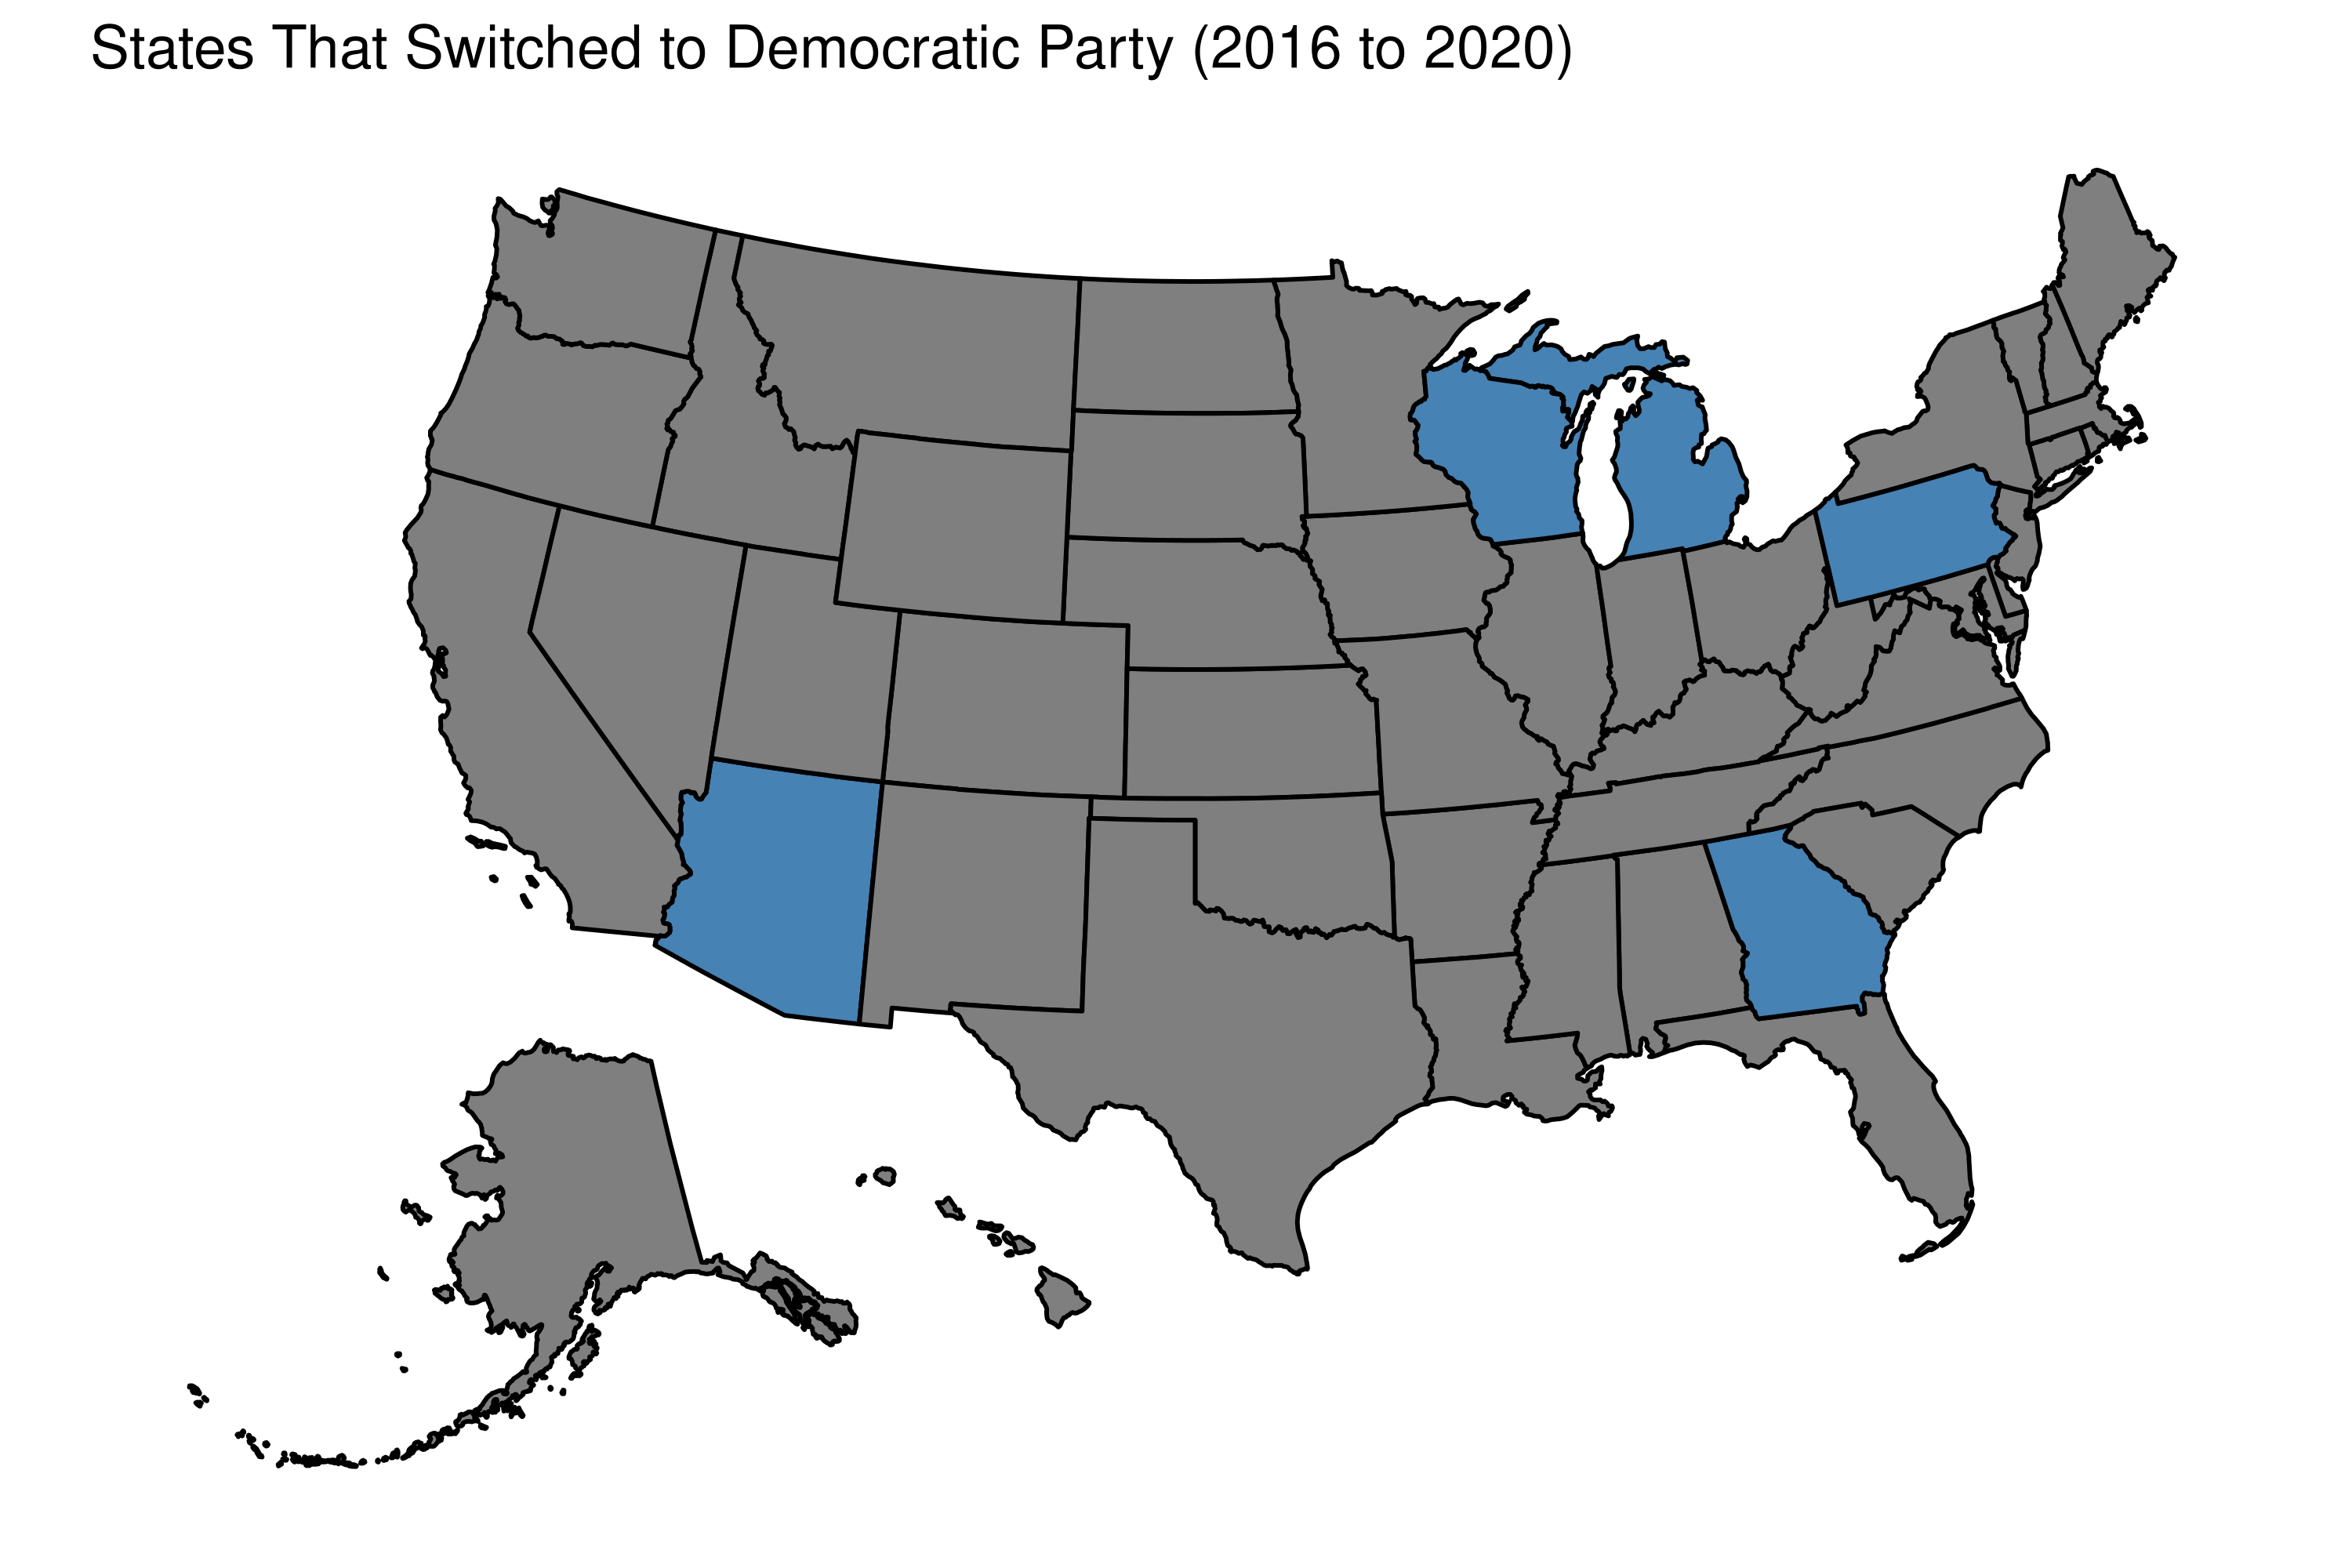 States That Switched to Democratic Party (2016 to 2020)